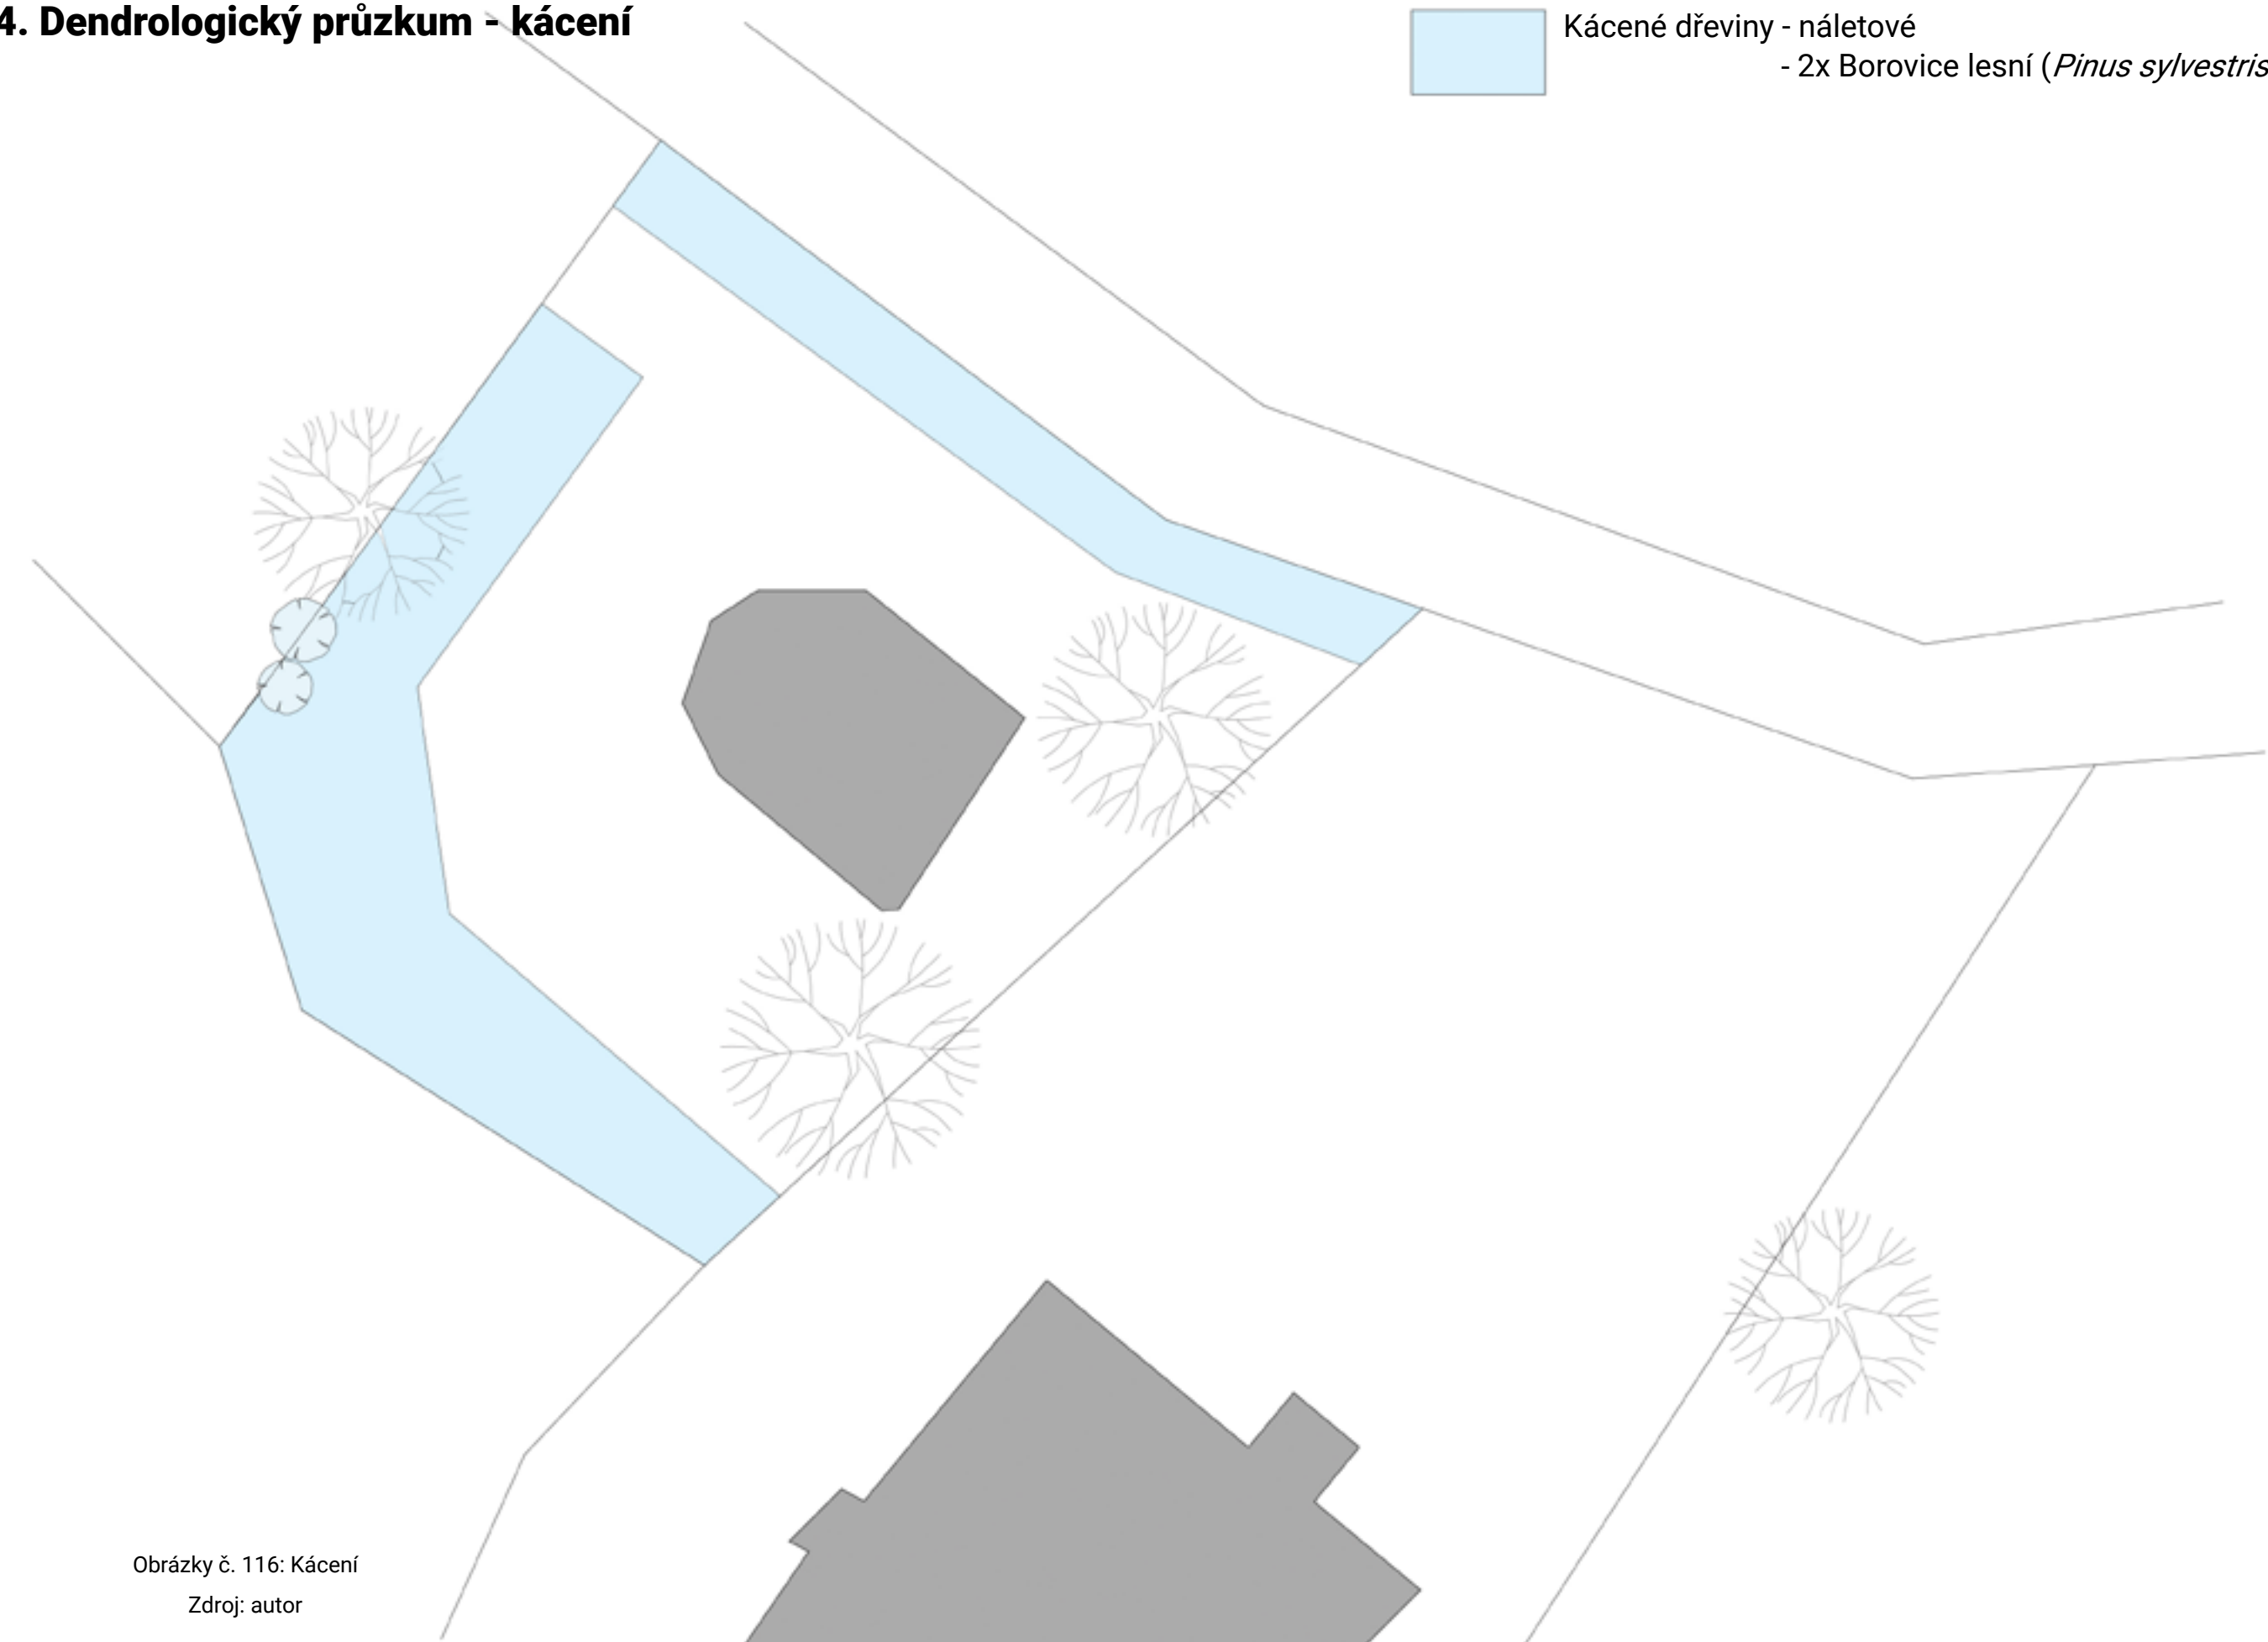 4. Dendrologický průzkum - kácení
Kácené dřeviny - náletové
- 2x Borovice lesní (Pinus sylvestris
Obrázky č. 116: Kácení
Zdroj: autor